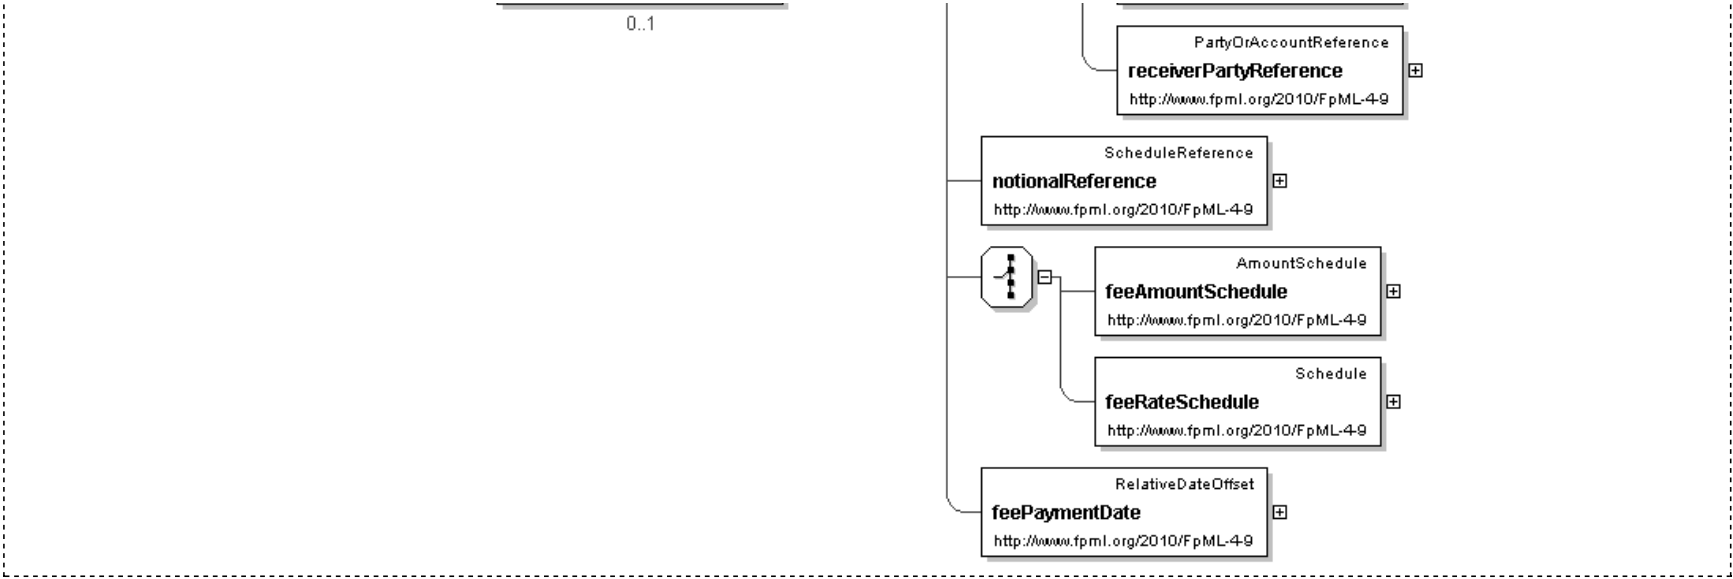 0..1
PartyOrAccountReference
receiverPartyReference
http://www.fpml.org/2010/FpML-4-9
ScheduleReference
notionalReference
http://www.fpml.org/2010/FpML-4-9
AmountSchedule
feeAmountSchedule
http://www.fpml.org/2010/FpML-4-9
Schedule
feeRateSchedule
http://www.fpml.org/2010/FpML-4-9
RelativeDateOffset
feePaymentDate
http://www.fpml.org/2010/FpML-4-9